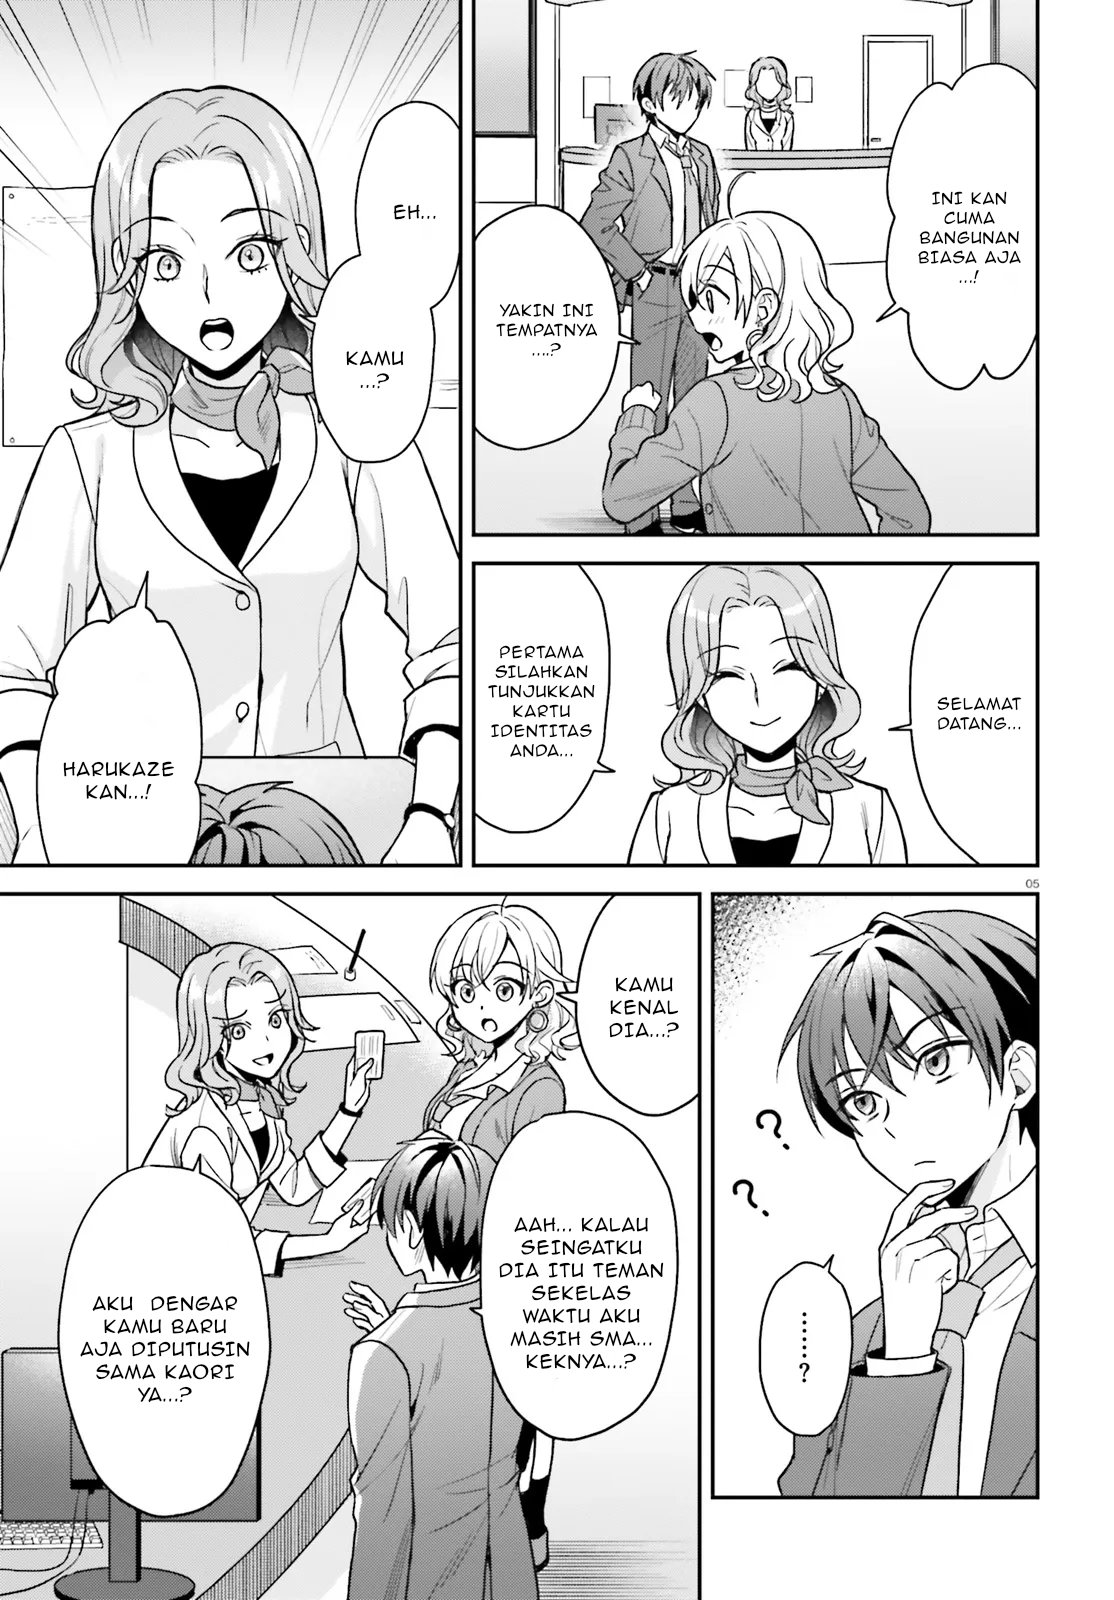 INI KAN
CUMA
BANGUNAN
BIASA AJA
...!
YAKIN INI
TEMPATNYA
....?
SELAMAT
DATANG...
PERTAMA
SILAHKAN
TUNJUKKAN
KARTU
IDENTITAS
ANDA...
EH...
KAMU
...?
HARUKAZE
KAN...!
05
?
?
.......?
KAMU
KENAL
DIA...?
AAH... KALAU
SEINGATKU
DIA ITU TEMAN
SEKELAS
WAKTU AKU
MASIH SMA...
KEKNYA...?
AKU DENGAR
KAMU BARU
AJA DIPUTUSIN
SAMA KAORI
YA...?